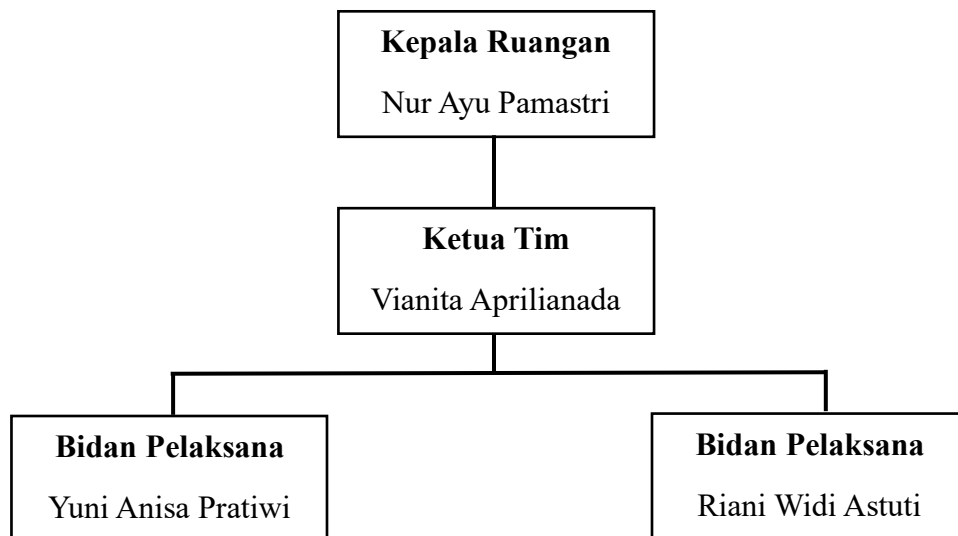 Kepala Ruangan
Nur Ayu Pamastri
Ketua Tim
Vianita Aprilianada
Bidan Pelaksana
Yuni Anisa Pratiwi
Bidan Pelaksana
Riani Widi Astuti